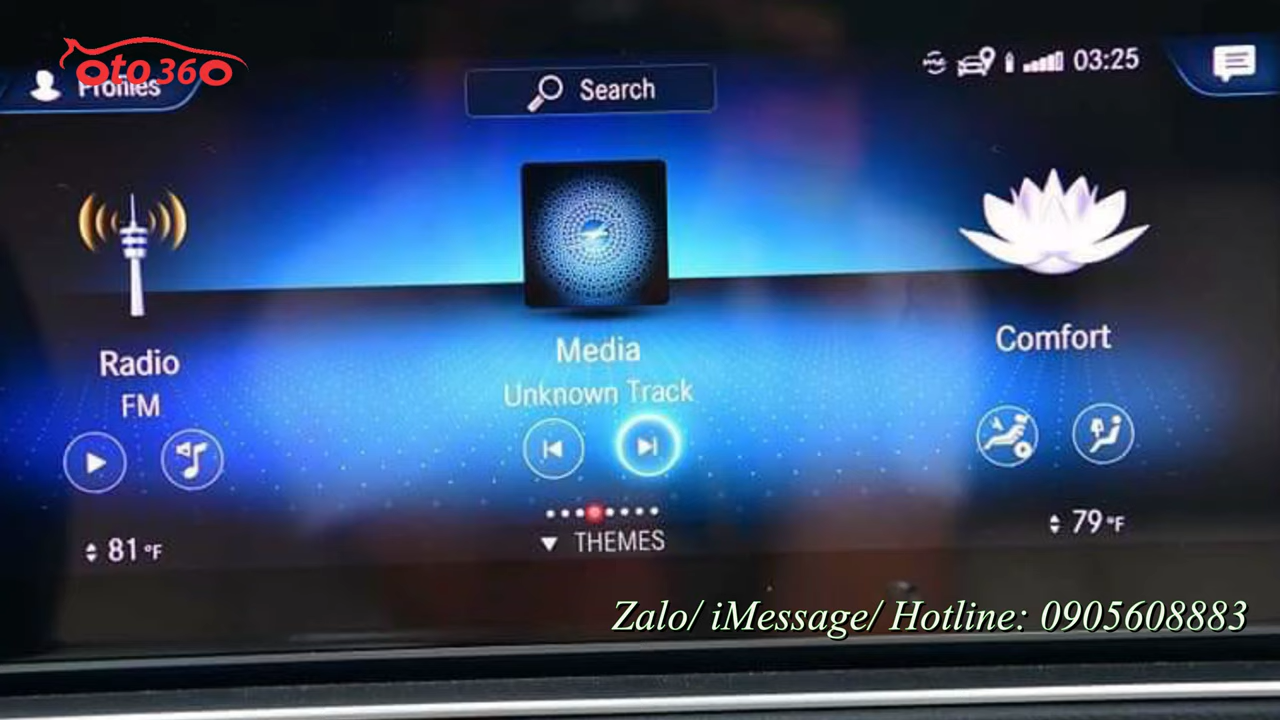 oto360
Profiles
Search
03:25
Radio
FM
Media
Unknown Track
Comfort
81 °F
THEMES
79 °F
Zalo/ iMessage/ Hotline: 0905608883